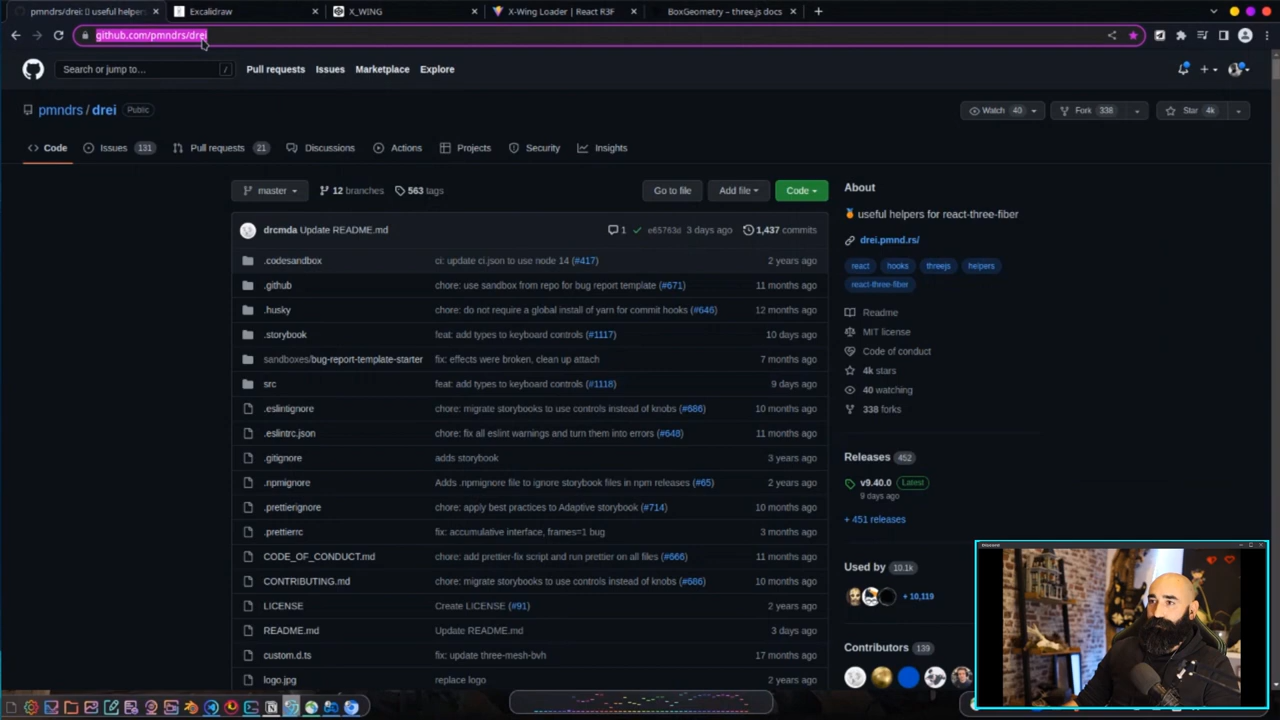 pmndrs/drei: 🥉 useful helpers
Excalidraw
X_WING
X-Wing Loader | React R3F
BoxGeometry – three.js docs
github.com/pmndrs/drei
Search or jump to...
/
Pull requests
Issues
Marketplace
Explore
pmndrs / drei
Public
Watch 40
Fork 338
Star 4k
Code
Issues 131
Pull requests 21
Discussions
Actions
Projects
Security
Insights
master
12 branches
563 tags
Go to file
Add file
Code
drcmda Update README.md
1
e65763d 3 days ago
1,437 commits
.codesandbox
ci: update ci.json to use node 14 (#417)
2 years ago
.github
chore: use sandbox from repo for bug report template (#671)
11 months ago
.husky
chore: do not require a global install of yarn for commit hooks (#646)
12 months ago
.storybook
feat: add types to keyboard controls (#1117)
10 days ago
sandboxes/bug-report-template-starter
fix: effects were broken, clean up attach
7 months ago
src
feat: add types to keyboard controls (#1118)
9 days ago
.eslintignore
chore: migrate storybooks to use controls instead of knobs (#686)
10 months ago
.eslintrc.json
chore: fix all eslint warnings and turn them into errors (#648)
11 months ago
.gitignore
adds storybook
3 years ago
.npmignore
Adds .npmignore file to ignore storybook files in npm releases (#65)
2 years ago
.prettierignore
chore: apply best practices to Adaptive storybook (#714)
10 months ago
.prettierrc
fix: accumulative interface, frames=1 bug
3 months ago
CODE_OF_CONDUCT.md
chore: add prettier-fix script and run prettier on all files (#666)
11 months ago
CONTRIBUTING.md
chore: migrate storybooks to use controls instead of knobs (#686)
10 months ago
LICENSE
Create LICENSE (#91)
2 years ago
README.md
Update README.md
3 days ago
custom.d.ts
fix: update three-mesh-bvh
17 months ago
logo.jpg
replace logo
2 years ago
About
🥉 useful helpers for react-three-fiber
drei.pmnd.rs/
react
hooks
threejs
helpers
react-three-fiber
Readme
MIT license
Code of conduct
4k stars
40 watching
338 forks
Releases 452
v9.40.0 Latest
9 days ago
+ 451 releases
Used by 10.1k
+ 10,119
Contributors 139
Discord